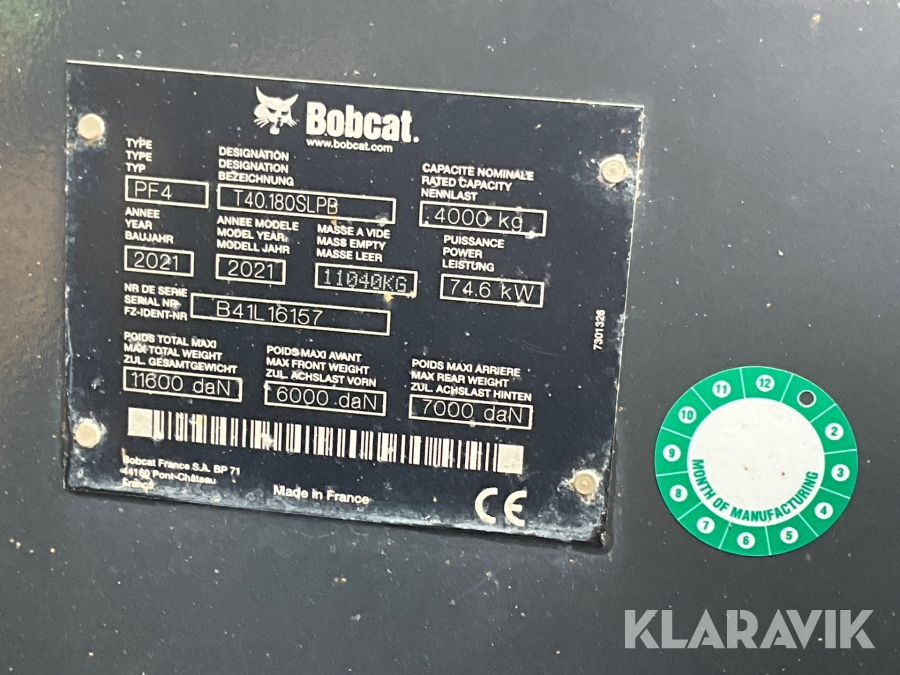 Bobcat.
www.bobcat.com
TYPE
TYPE
TYP
PF4
DESIGNATION
DESIGNATION
BEZEICHNUNG
T40.180SLPB
CAPACITE NOMINALE
RATED CAPACITY
NENNLAST
4000 kg
ANNEE
YEAR
BAUJAHR
2021
ANNEE MODELE
MODEL YEAR
MODELL JAHR
2021
MASSE A VIDE
MASS EMPTY
MASSE LEER
11040KG
PUISSANCE
POWER
LEISTUNG
74.6 kW
NR DE SERIE
SERIAL NR
FZ-IDENT-NR
B41L16157
7301326
POIDS TOTAL MAXI
MAX TOTAL WEIGHT
ZUL. GESAMTGEWICHT
11600 daN
POIDS MAXI AVANT
MAX FRONT WEIGHT
ZUL. ACHSLAST VORN
6000 daN
POIDS MAXI ARRIERE
MAX REAR WEIGHT
ZUL. ACHSLAST HINTEN
7000 daN
Bobcat France S.A. BP 71
44160 Pont-Château
France
Made in France
CE
12
2
3
4
5
6
7
8
9
10
11
MONTH OF MANUFACTURING
KLARAVIK